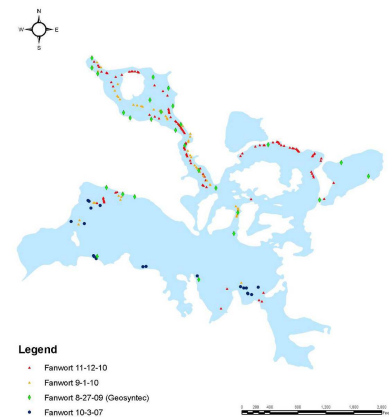 N
W E
S
Legend
Fanwort 11-12-10
Fanwort 9-1-10
Fanwort 8-27-09 (Geosyntec)
Fanwort 10-3-07